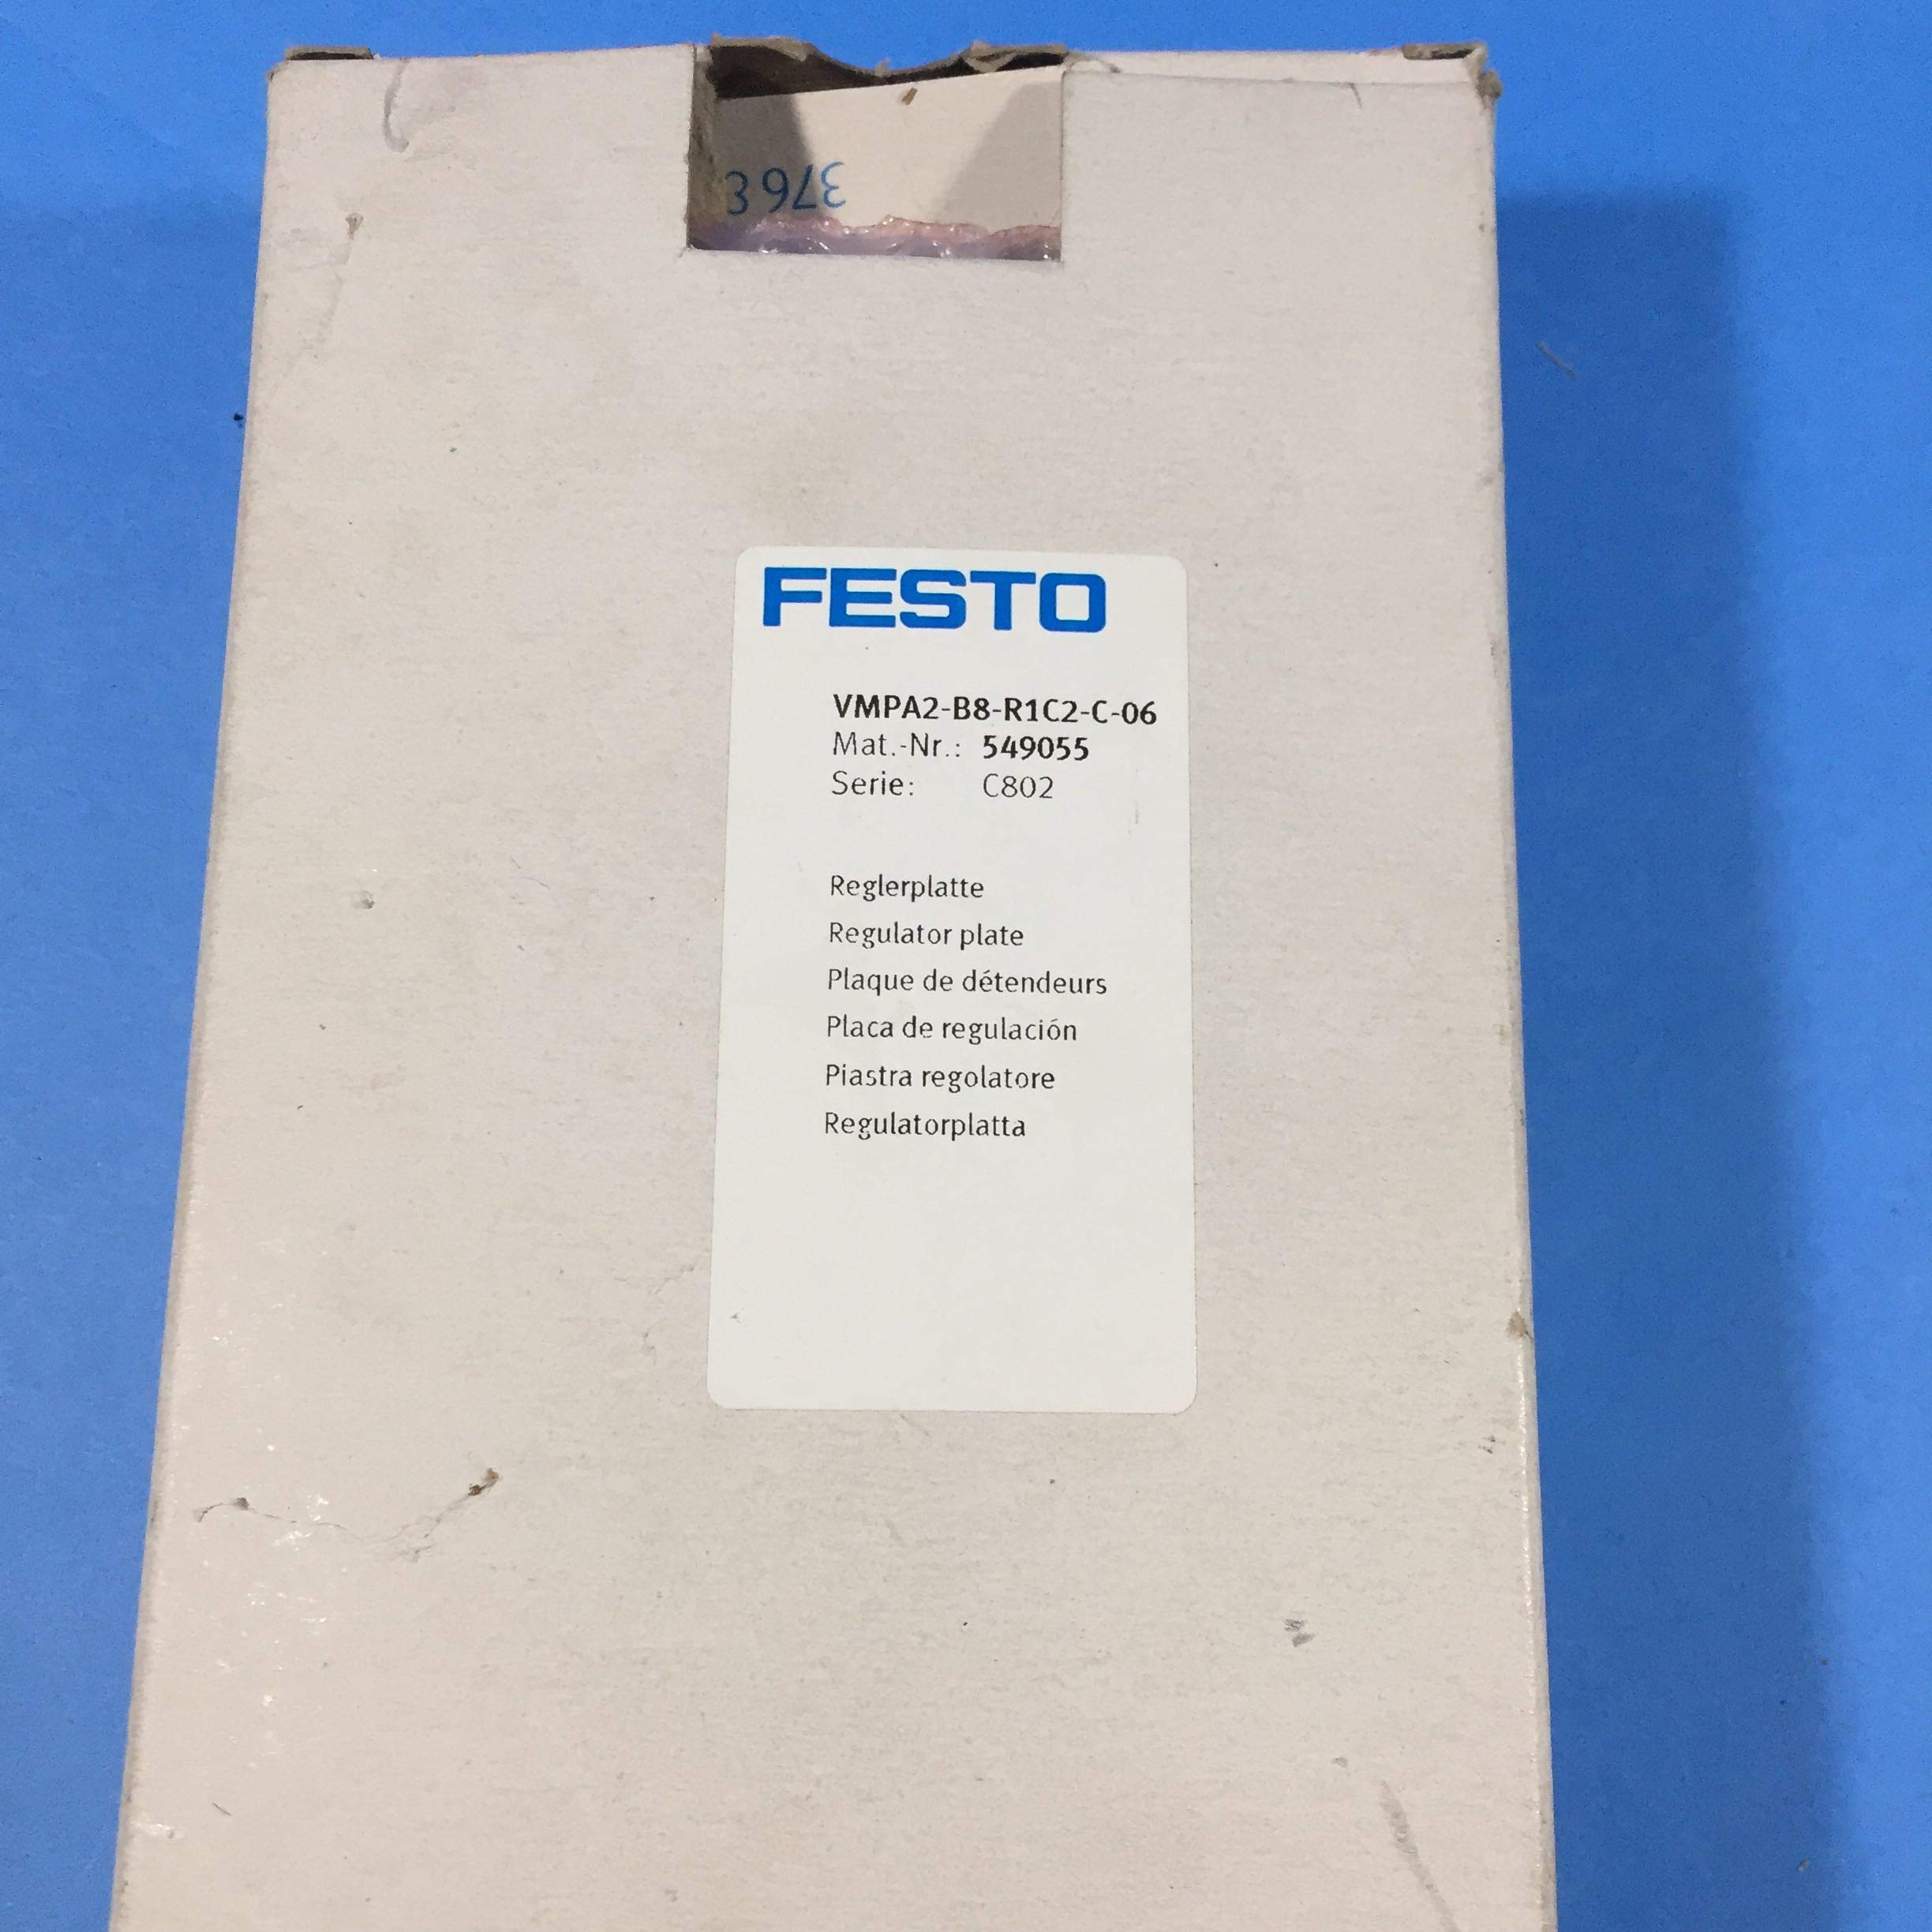 3763
FESTO
VMPA2-B8-R1C2-C-06
Mat.-Nr.: 549055
Serie: C802
Reglerplatte
Regulator plate
Plaque de détendeurs
Placa de regulación
Piastra regolatore
Regulatorplatta